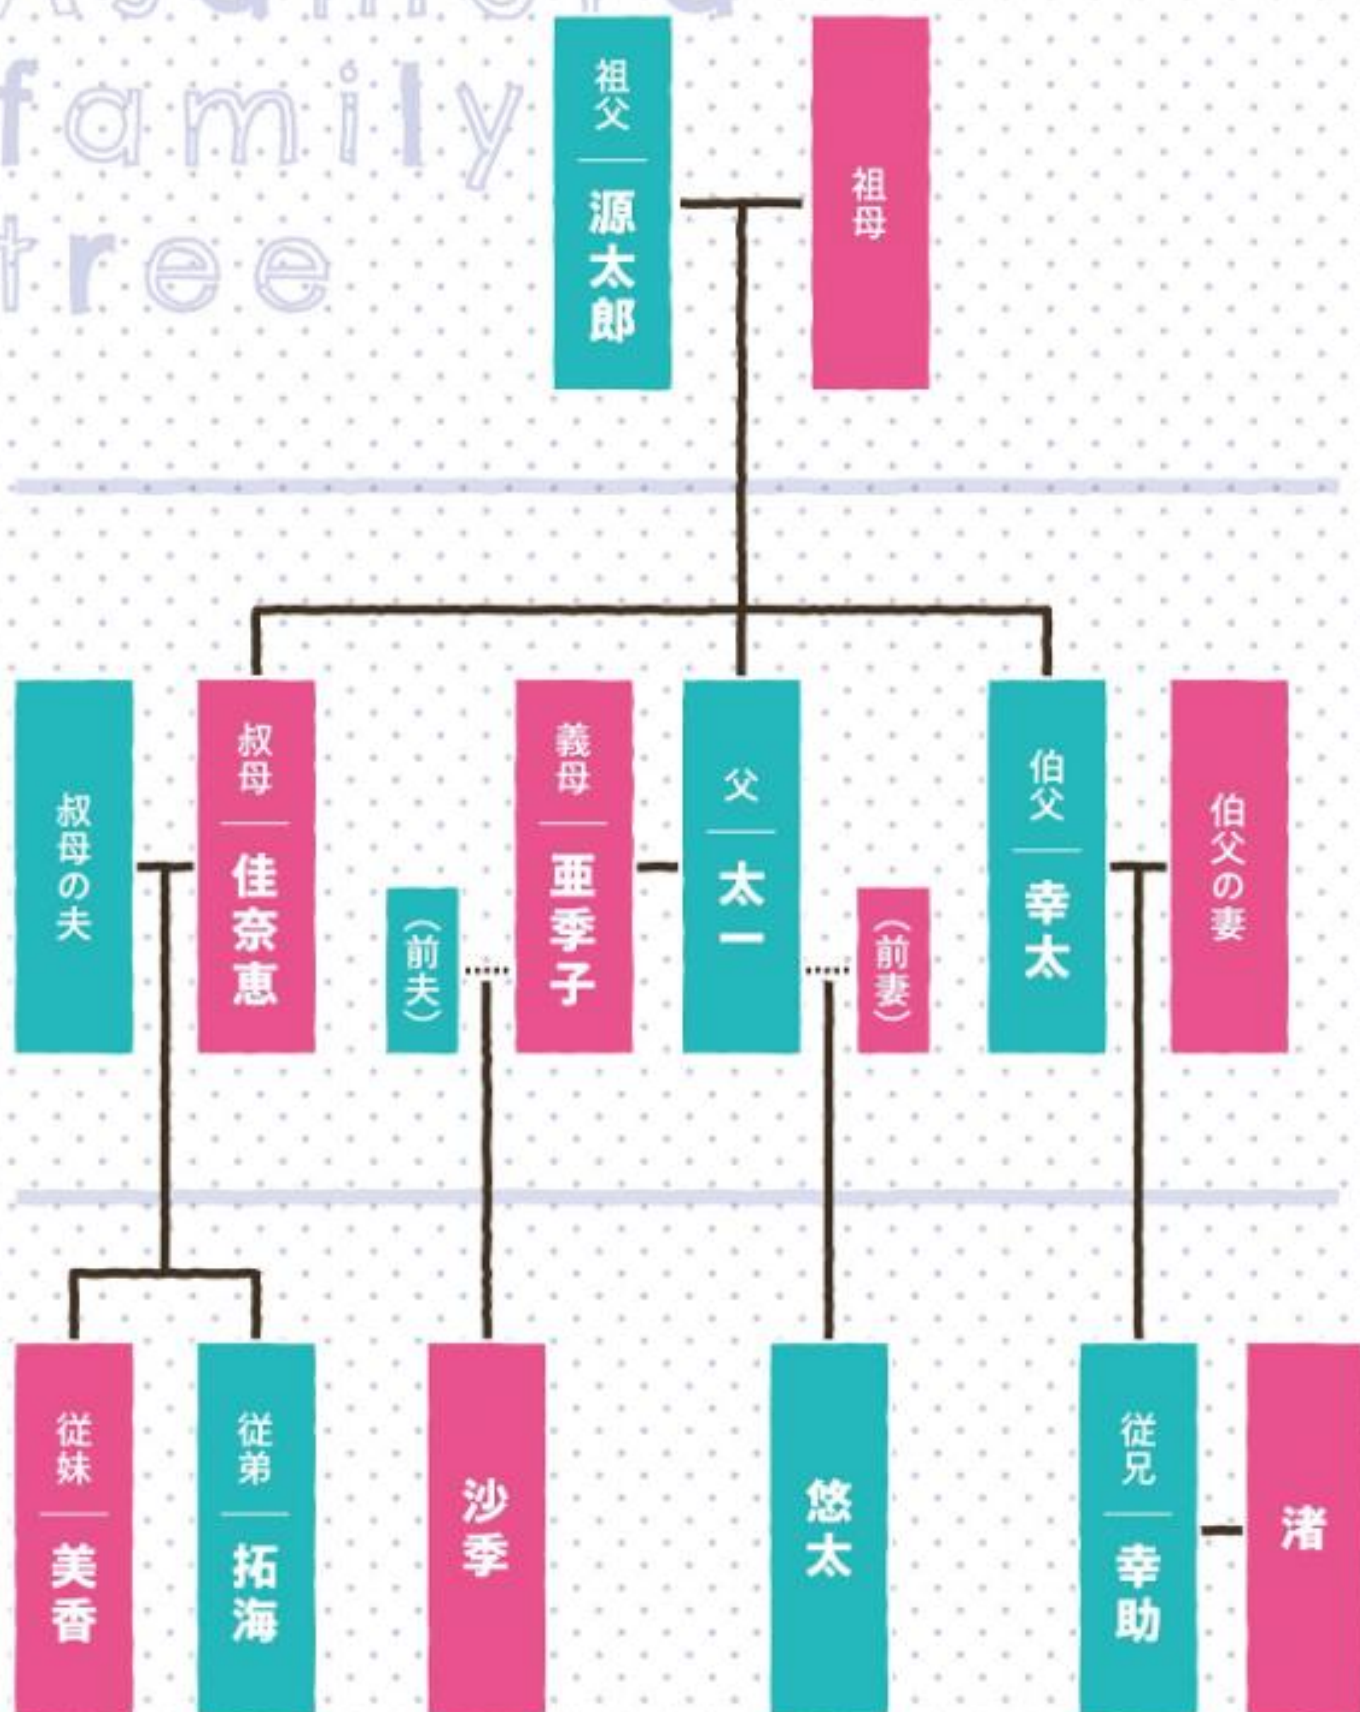 family
tree
祖父
源太郎
祖母
叔母の夫
叔母
佳奈恵
（前夫）
義母
亜季子
父
太一
（前妻）
伯父
幸太
伯父の妻
従妹
美香
従弟
拓海
沙季
悠太
従兄
幸助
渚